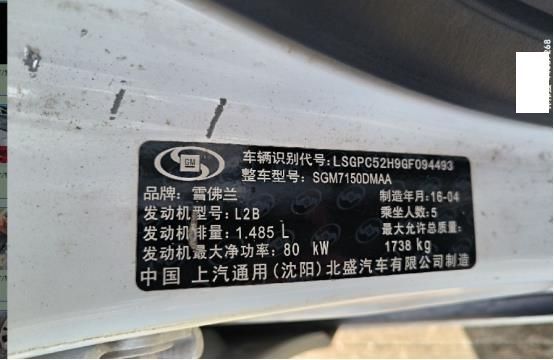 GM
车辆识别代号:LSGPC52H9GF094493
整车型号: SGM7150DMAA
品牌: 雪佛兰
制造年月:16-04
发动机型号: L2B
乘坐人数:5
发动机排量: 1.485 L
最大允许总质量:
发动机最大净功率: 80 kW
1738 kg
中国 上汽通用(沈阳)北盛汽车有限公司制造